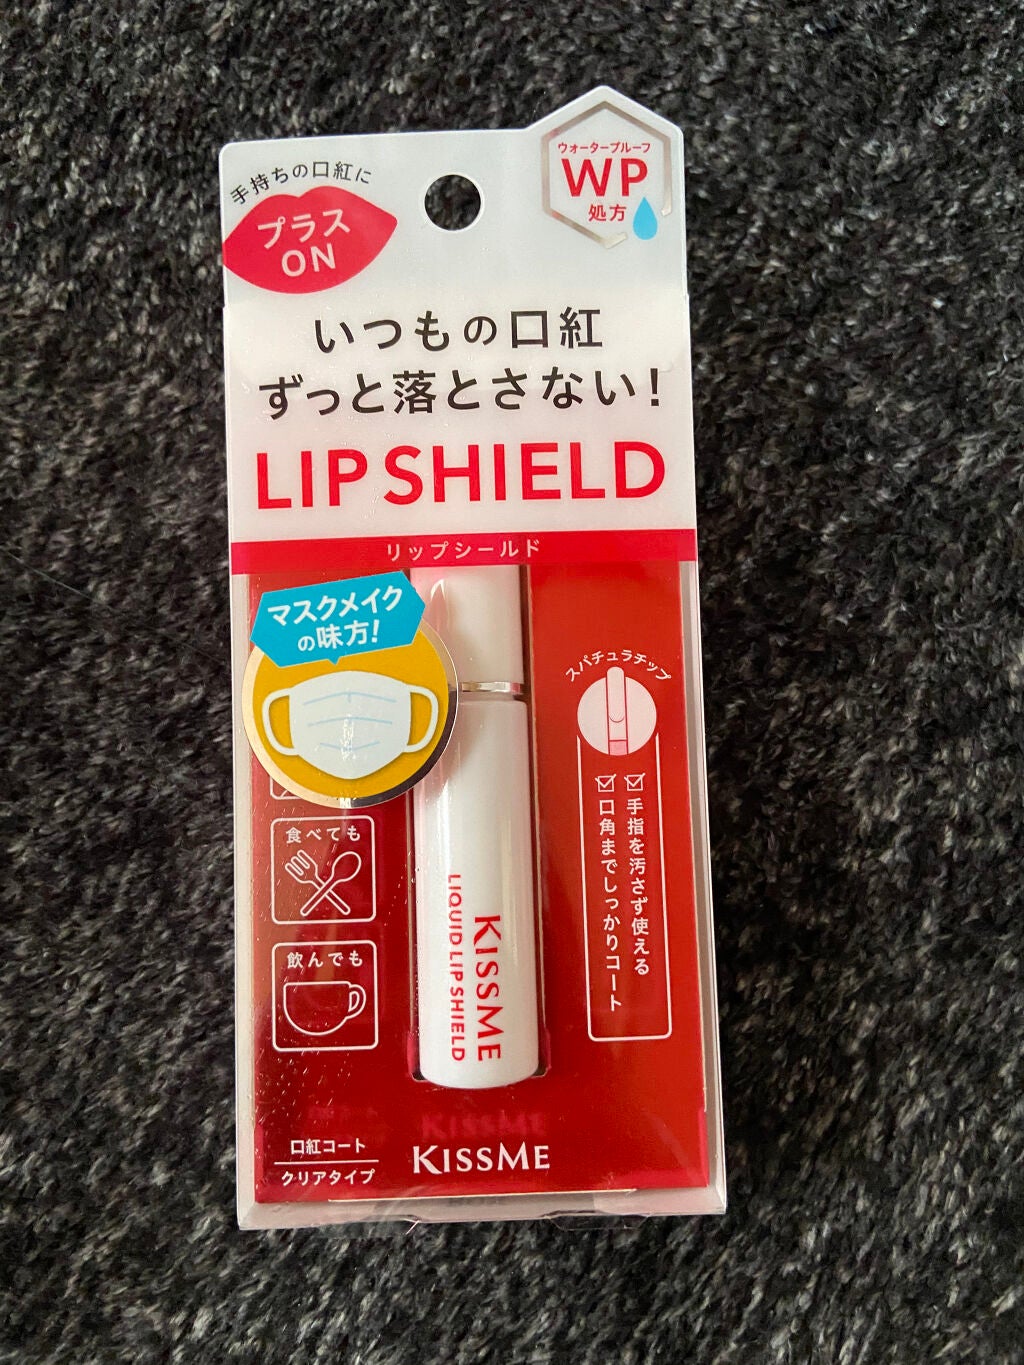 手持ちの口紅に
プラス
ON
ウォータープルーフ
WP
処方
いつもの口紅
ずっと落とさない!
LIP SHIELD
リップシールド
マスクメイク
の味方!
スパチュラチップ
手指を汚さず使える
口角までしっかりコート
食べても
飲んでも
KISSME
LIQUID LIP SHIELD
口紅コート
クリアタイプ
KISSME